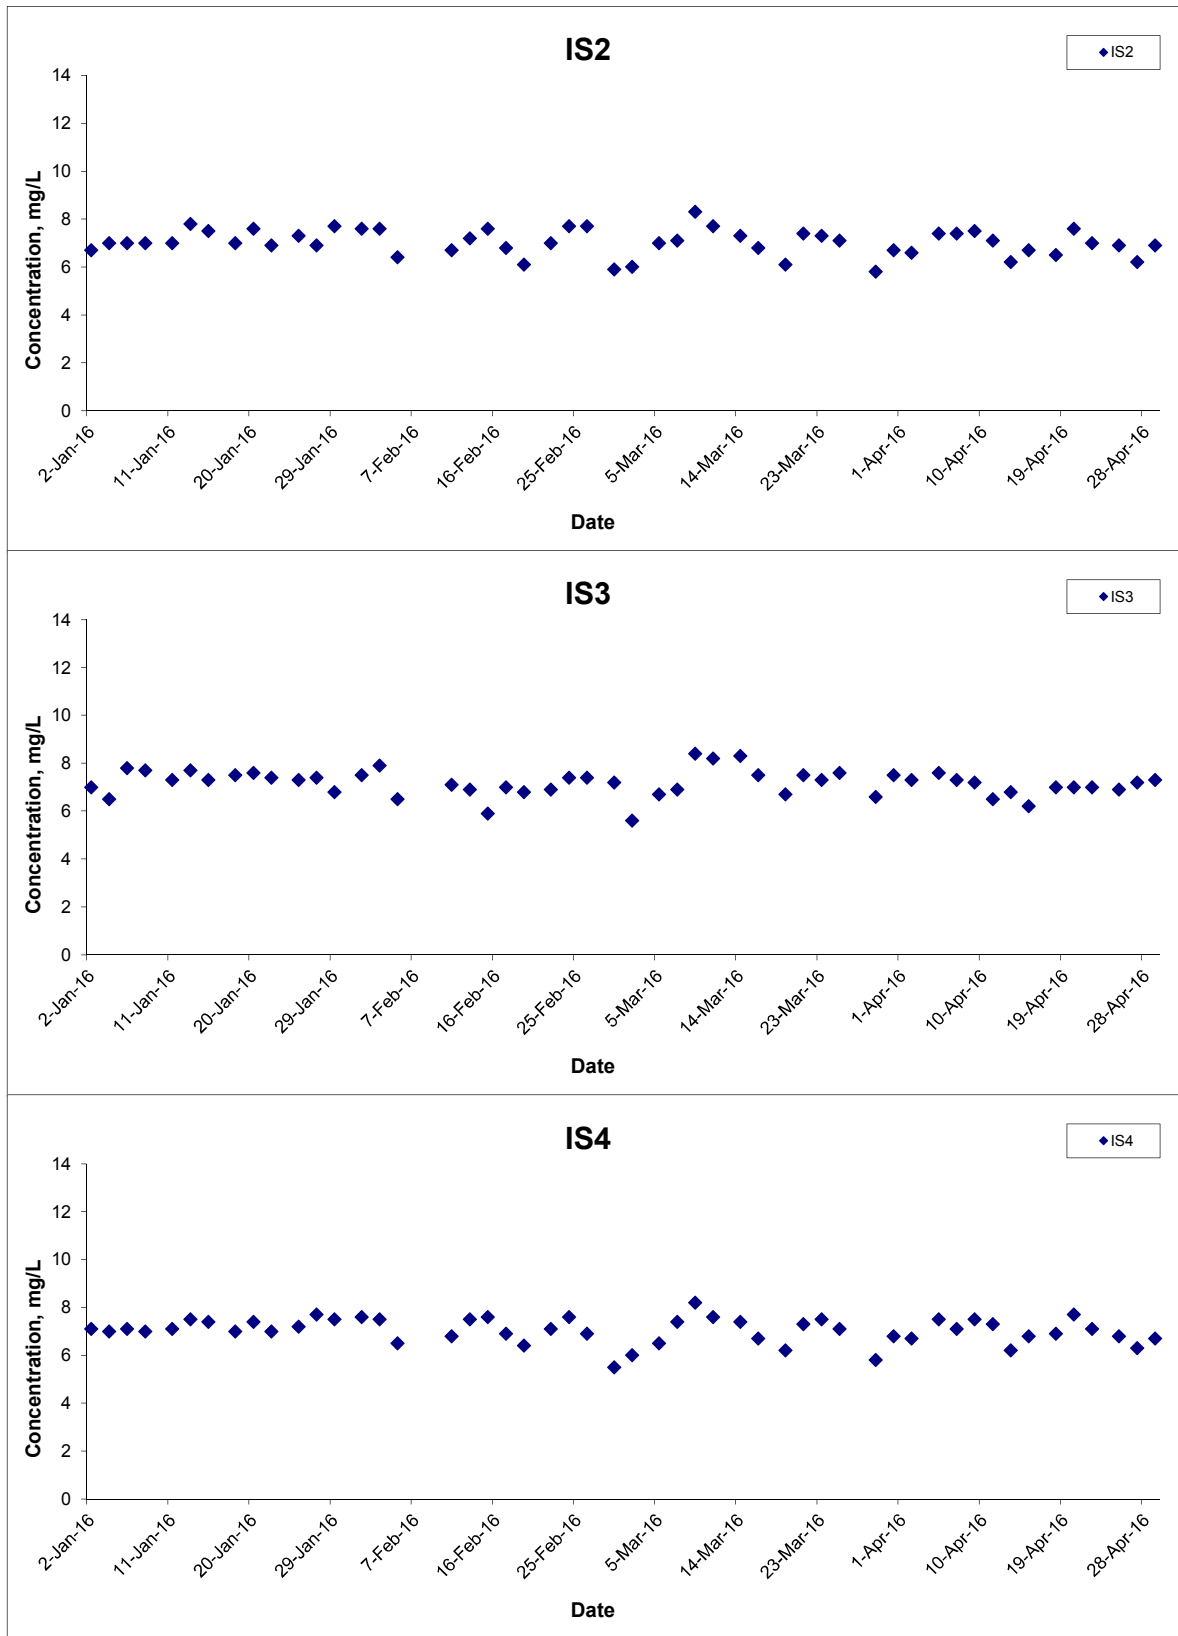 IS2
IS2
14
12
10
8
6
4
2
0
Concentration, mg/L
2-Jan-16
11-Jan-16
20-Jan-16
29-Jan-16
7-Feb-16
16-Feb-16
25-Feb-16
5-Mar-16
14-Mar-16
23-Mar-16
1-Apr-16
10-Apr-16
19-Apr-16
28-Apr-16
Date
IS3
IS3
14
12
10
8
6
4
2
0
Concentration, mg/L
2-Jan-16
11-Jan-16
20-Jan-16
29-Jan-16
7-Feb-16
16-Feb-16
25-Feb-16
5-Mar-16
14-Mar-16
23-Mar-16
1-Apr-16
10-Apr-16
19-Apr-16
28-Apr-16
Date
IS4
IS4
14
12
10
8
6
4
2
0
Concentration, mg/L
2-Jan-16
11-Jan-16
20-Jan-16
29-Jan-16
7-Feb-16
16-Feb-16
25-Feb-16
5-Mar-16
14-Mar-16
23-Mar-16
1-Apr-16
10-Apr-16
19-Apr-16
28-Apr-16
Date